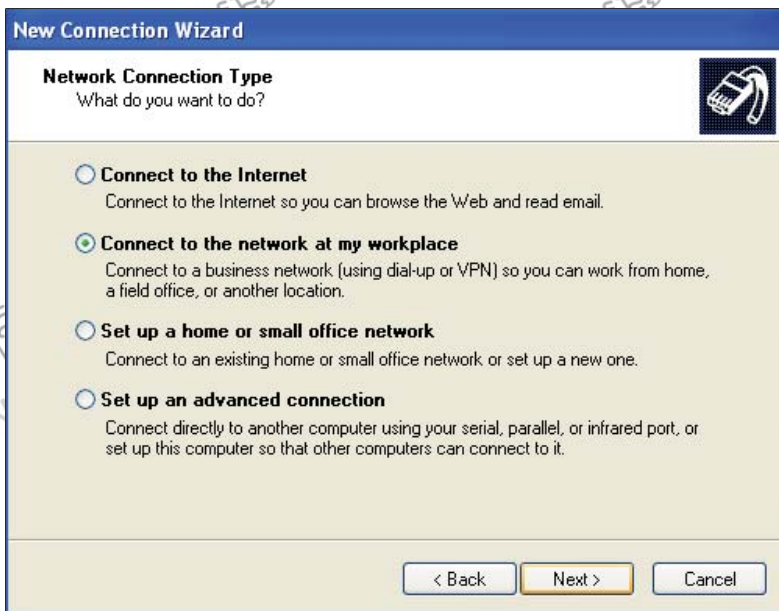 New Connection Wizard
Network Connection Type
What do you want to do?
Connect to the Internet
Connect to the Internet so you can browse the Web and read email.
Connect to the network at my workplace
Connect to a business network (using dial-up or VPN) so you can work from home,
a field office, or another location.
Set up a home or small office network
Connect to an existing home or small office network or set up a new one.
Set up an advanced connection
Connect directly to another computer using your serial, parallel, or infrared port, or
set up this computer so that other computers can connect to it.
< Back
Next >
Cancel